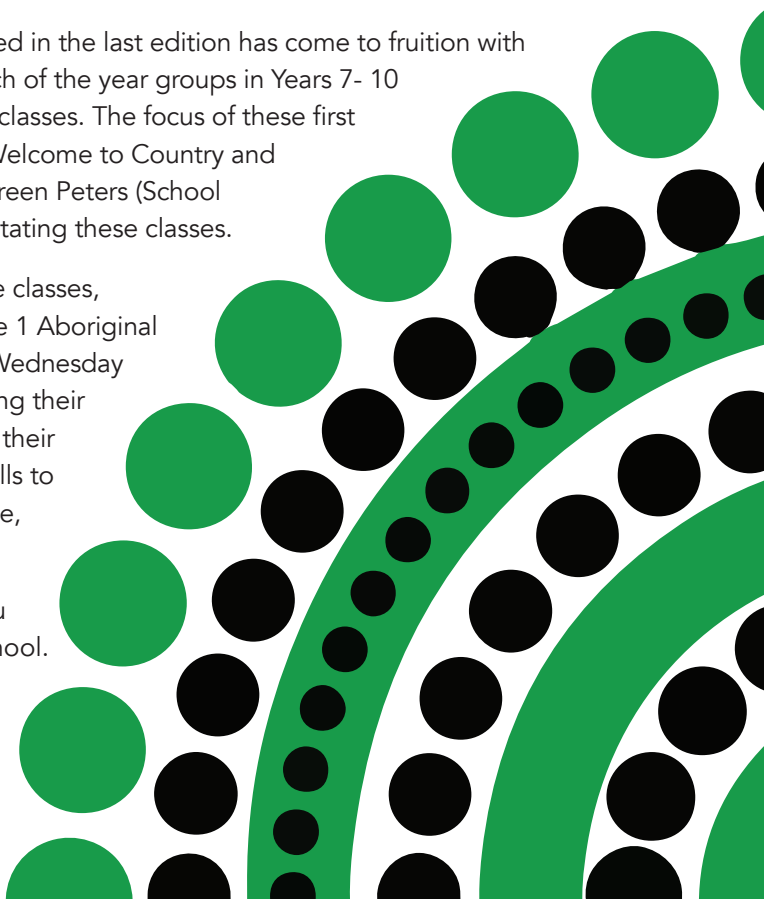 ed in the last edition has come to fruition with
ch of the year groups in Years 7- 10
classes. The focus of these first
Welcome to Country and
reen Peters (School
tating these classes.
e classes,
e 1 Aboriginal
Wednesday
ng their
their
lls to
e,
u
hool.